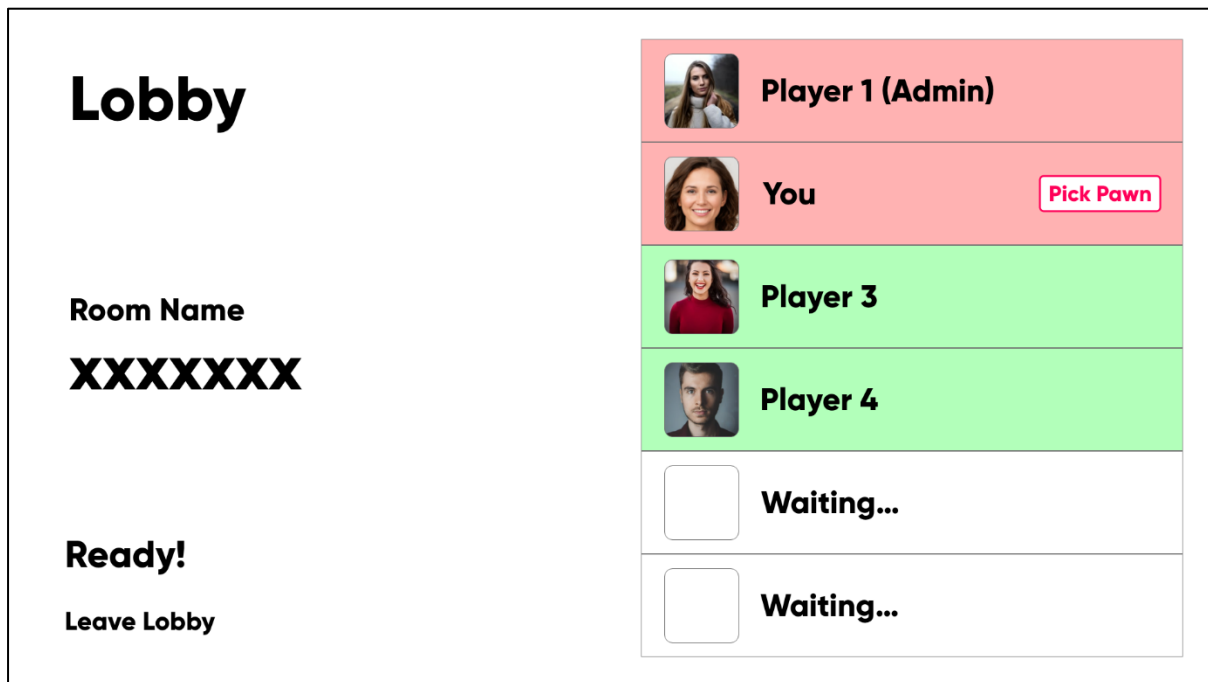 Lobby
Room Name
XXXXXXX
Ready!
Leave Lobby
Player 1 (Admin)
You
Pick Pawn
Player 3
Player 4
Waiting...
Waiting...